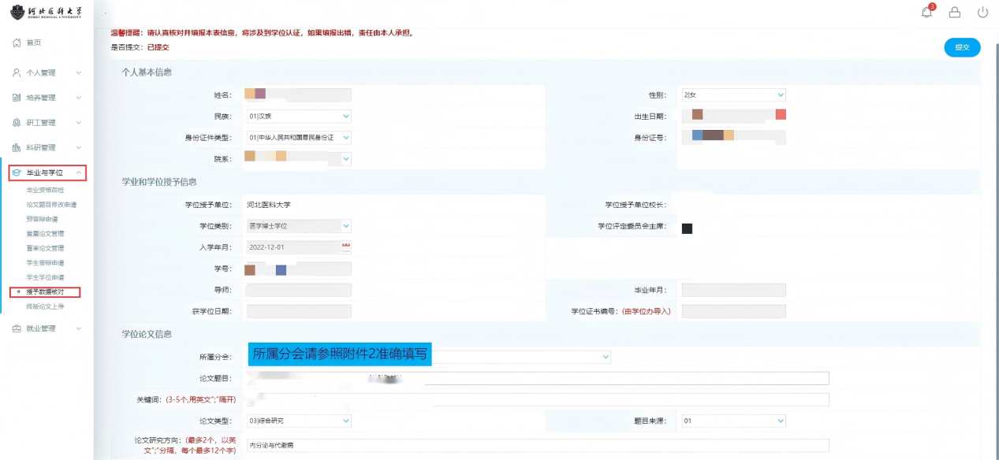 河北医科大学
HEBEI MEDICAL UNIVERSITY
3
首页
个人管理
培养管理
研工管理
科研管理
毕业与学位
毕业资格自检
论文题目修改申请
预答辩申请
查重论文管理
盲审论文管理
学生答辩申请
学生学位申请
授予数据核对
终版论文上传
就业管理
温馨提醒：请认真核对并填报本表信息，将涉及到学位认证，如果填报出错，责任由本人承担。
是否提交：已提交
提交
个人基本信息
姓名：
性别： 2|女
民族： 01|汉族
出生日期：
身份证件类型： 01|中华人民共和国居民身份证
身份证号：
院系：
学业和学位授予信息
学位授予单位： 河北医科大学
学位授予单位校长：
学位类别： 医学博士学位
学位评定委员会主席：
入学年月： 2022-12-01
学号：
导师：
毕业年月：
获学位日期：
学位证书编号：(由学位办导入)
学位论文信息
所属分会： 所属分会请参照附件2准确填写
论文题目：
关键词：(3-5个,用英文";"隔开)
论文类型： 03|综合研究
题目来源： 01
论文研究方向：(最多2个，以英
文";"分隔，每个最多12个字)
内分泌与代谢病